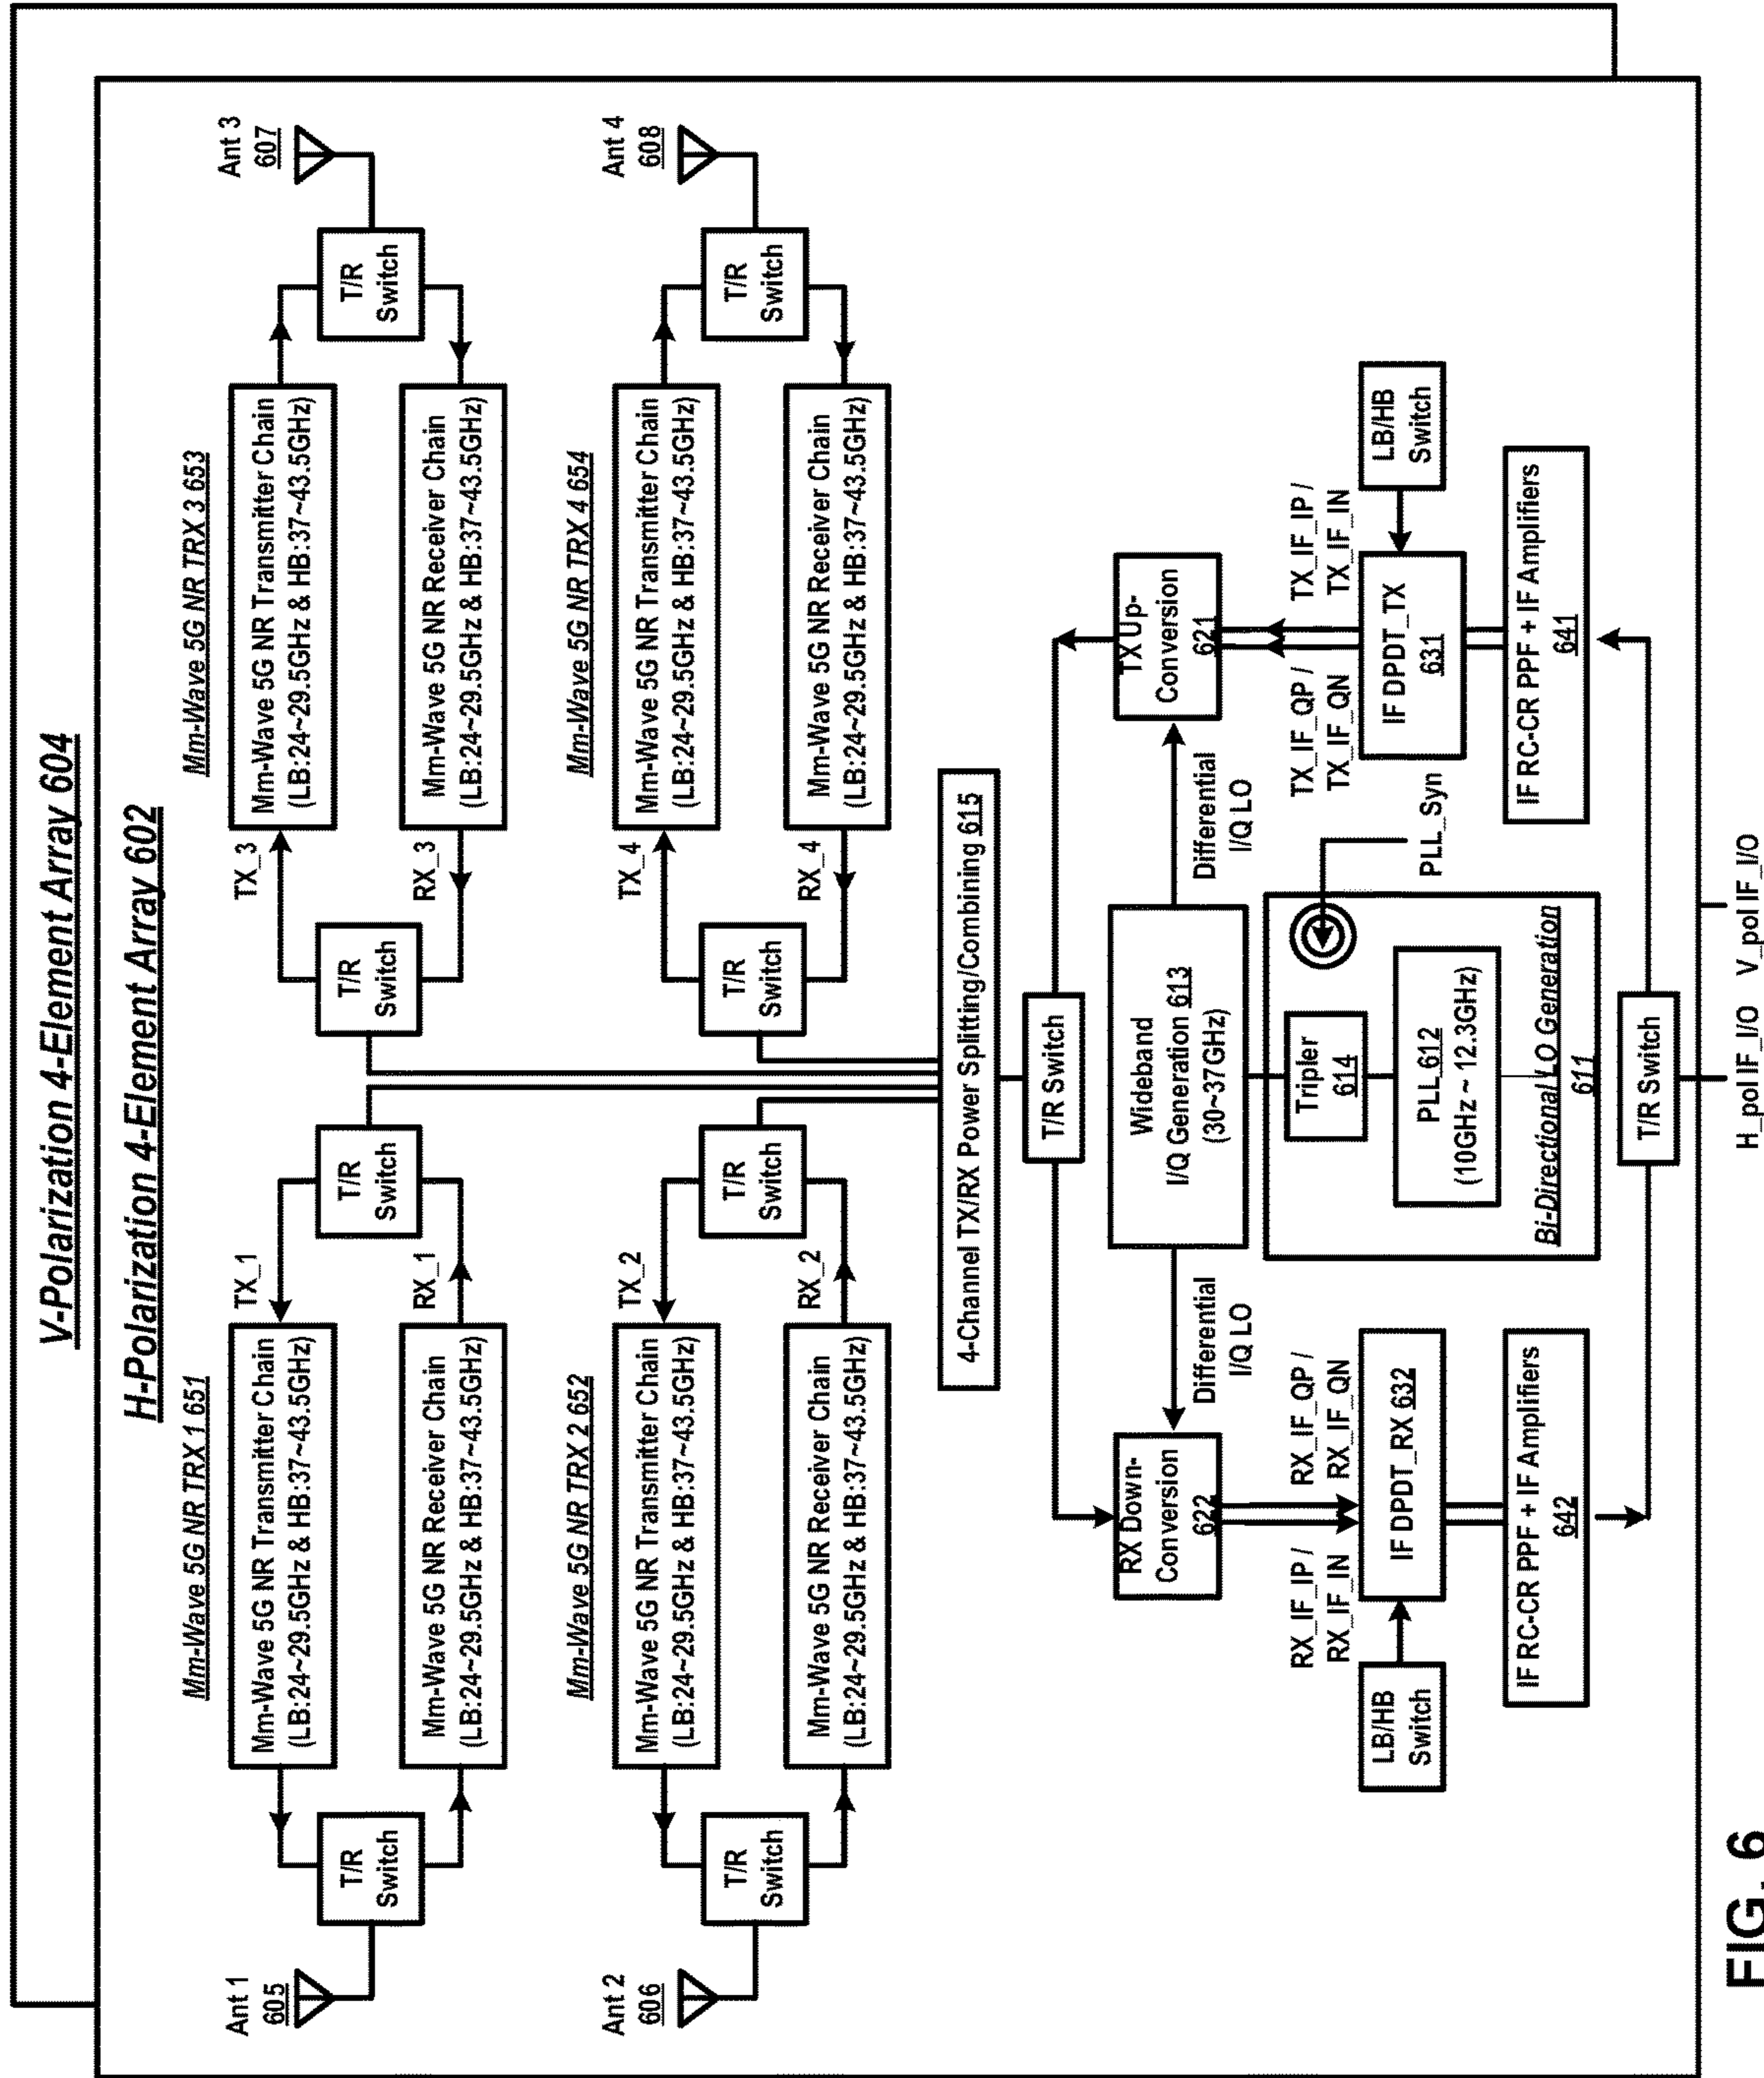 V-Polarization 4-Element Array 604
H-Polarization 4-Element Array 602
Mm-Wave 5G NR TRX 1 651
Mm-Wave 5G NR TRX 3 653
Ant 1
605
T/R
Switch
Mm-Wave 5G NR Transmitter Chain
(LB:24~29.5GHz & HB:37~43.5GHz)
Mm-Wave 5G NR Receiver Chain
(LB:24~29.5GHz & HB:37~43.5GHz)
TX_1
RX_1
T/R
Switch
T/R
Switch
TX_3
RX_3
Mm-Wave 5G NR Transmitter Chain
(LB:24~29.5GHz & HB:37~43.5GHz)
Mm-Wave 5G NR Receiver Chain
(LB:24~29.5GHz & HB:37~43.5GHz)
T/R
Switch
Ant 3
607
Mm-Wave 5G NR TRX 2 652
Mm-Wave 5G NR TRX 4 654
Ant 2
606
T/R
Switch
Mm-Wave 5G NR Transmitter Chain
(LB:24~29.5GHz & HB:37~43.5GHz)
Mm-Wave 5G NR Receiver Chain
(LB:24~29.5GHz & HB:37~43.5GHz)
TX_2
RX_2
T/R
Switch
T/R
Switch
TX_4
RX_4
Mm-Wave 5G NR Transmitter Chain
(LB:24~29.5GHz & HB:37~43.5GHz)
Mm-Wave 5G NR Receiver Chain
(LB:24~29.5GHz & HB:37~43.5GHz)
T/R
Switch
Ant 4
608
4-Channel TX/RX Power Splitting/Combining 615
T/R Switch
RX Down-
Conversion
622
Differential
I/Q LO
Wideband
I/Q Generation 613
(30~37GHz)
Differential
I/Q LO
TX Up-
Conversion
621
RX_IF_IP /
RX_IF_IN
RX_IF_QP /
RX_IF_QN
Tripler
614
PLL_Syn
TX_IF_QP /
TX_IF_QN
TX_IF_IP /
TX_IF_IN
LB/HB
Switch
IF DPDT_RX 632
PLL 612
(10GHz ~ 12.3GHz)
IF DPDT_TX
631
LB/HB
Switch
IF RC-CR PPF + IF Amplifiers
642
Bi-Directional LO Generation
611
IF RC-CR PPF + IF Amplifiers
641
T/R Switch
H_pol IF_I/O
V_pol IF_I/O
FIG. 6